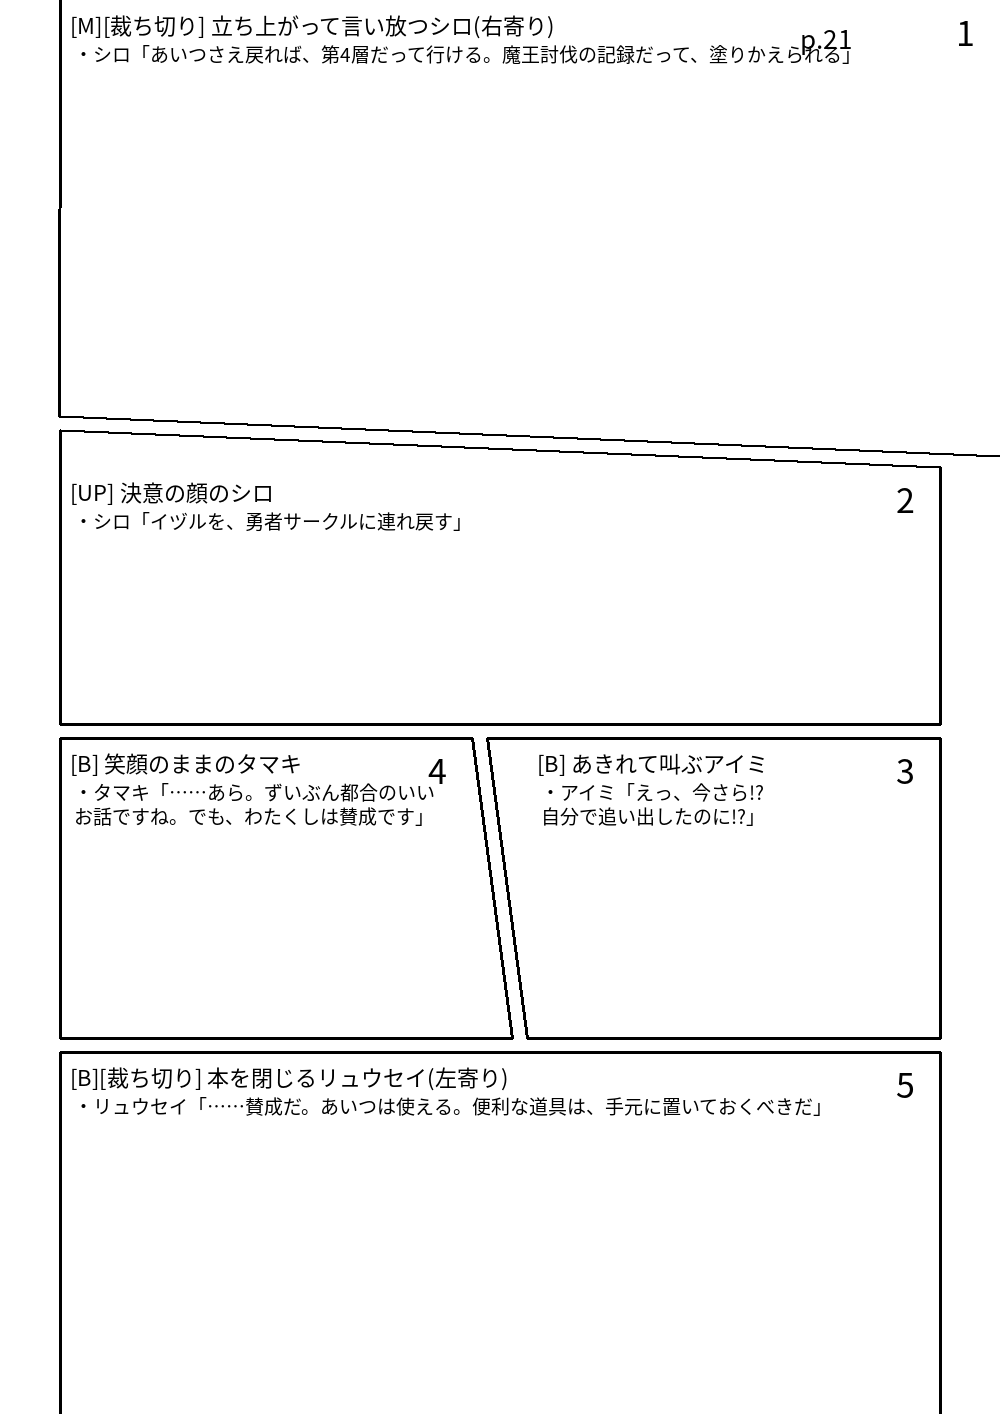 p.21
1
[M][裁ち切り] 立ち上がって言い放つシロ(右寄り)
・シロ「あいつさえ戻れば、第4層だって行ける。魔王討伐の記録だって、塗りかえられる」
2
[UP] 決意の顔のシロ
・シロ「イヅルを、勇者サークルに連れ戻す」
3
[B] あきれて叫ぶアイミ
・アイミ「えっ、今さら!?
自分で追い出したのに!?」
4
[B] 笑顔のままのタマキ
・タマキ「……あら。ずいぶん都合のいい
お話ですね。でも、わたくしは賛成です」
5
[B][裁ち切り] 本を閉じるリュウセイ(左寄り)
・リュウセイ「……賛成だ。あいつは使える。便利な道具は、手元に置いておくべきだ」